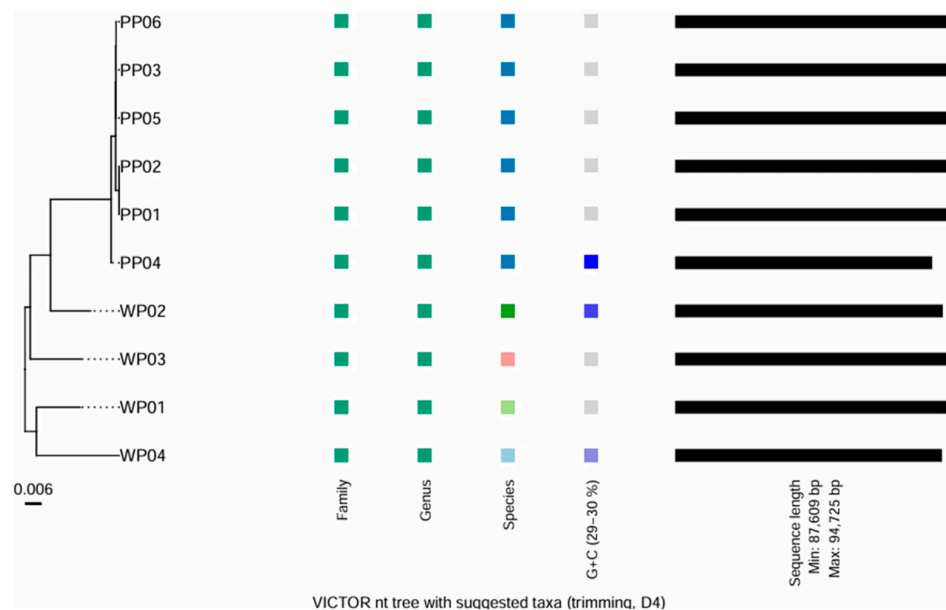 PP06
PP03
PP05
PP02
PP01
PP04
WP02
WP03
WP01
WP04
0.006
Family
Genus
Species
G+C (29–30 %)
Sequence length
Min: 87,609 bp
Max: 94,725 bp
VICTOR nt tree with suggested taxa (trimming, D4)